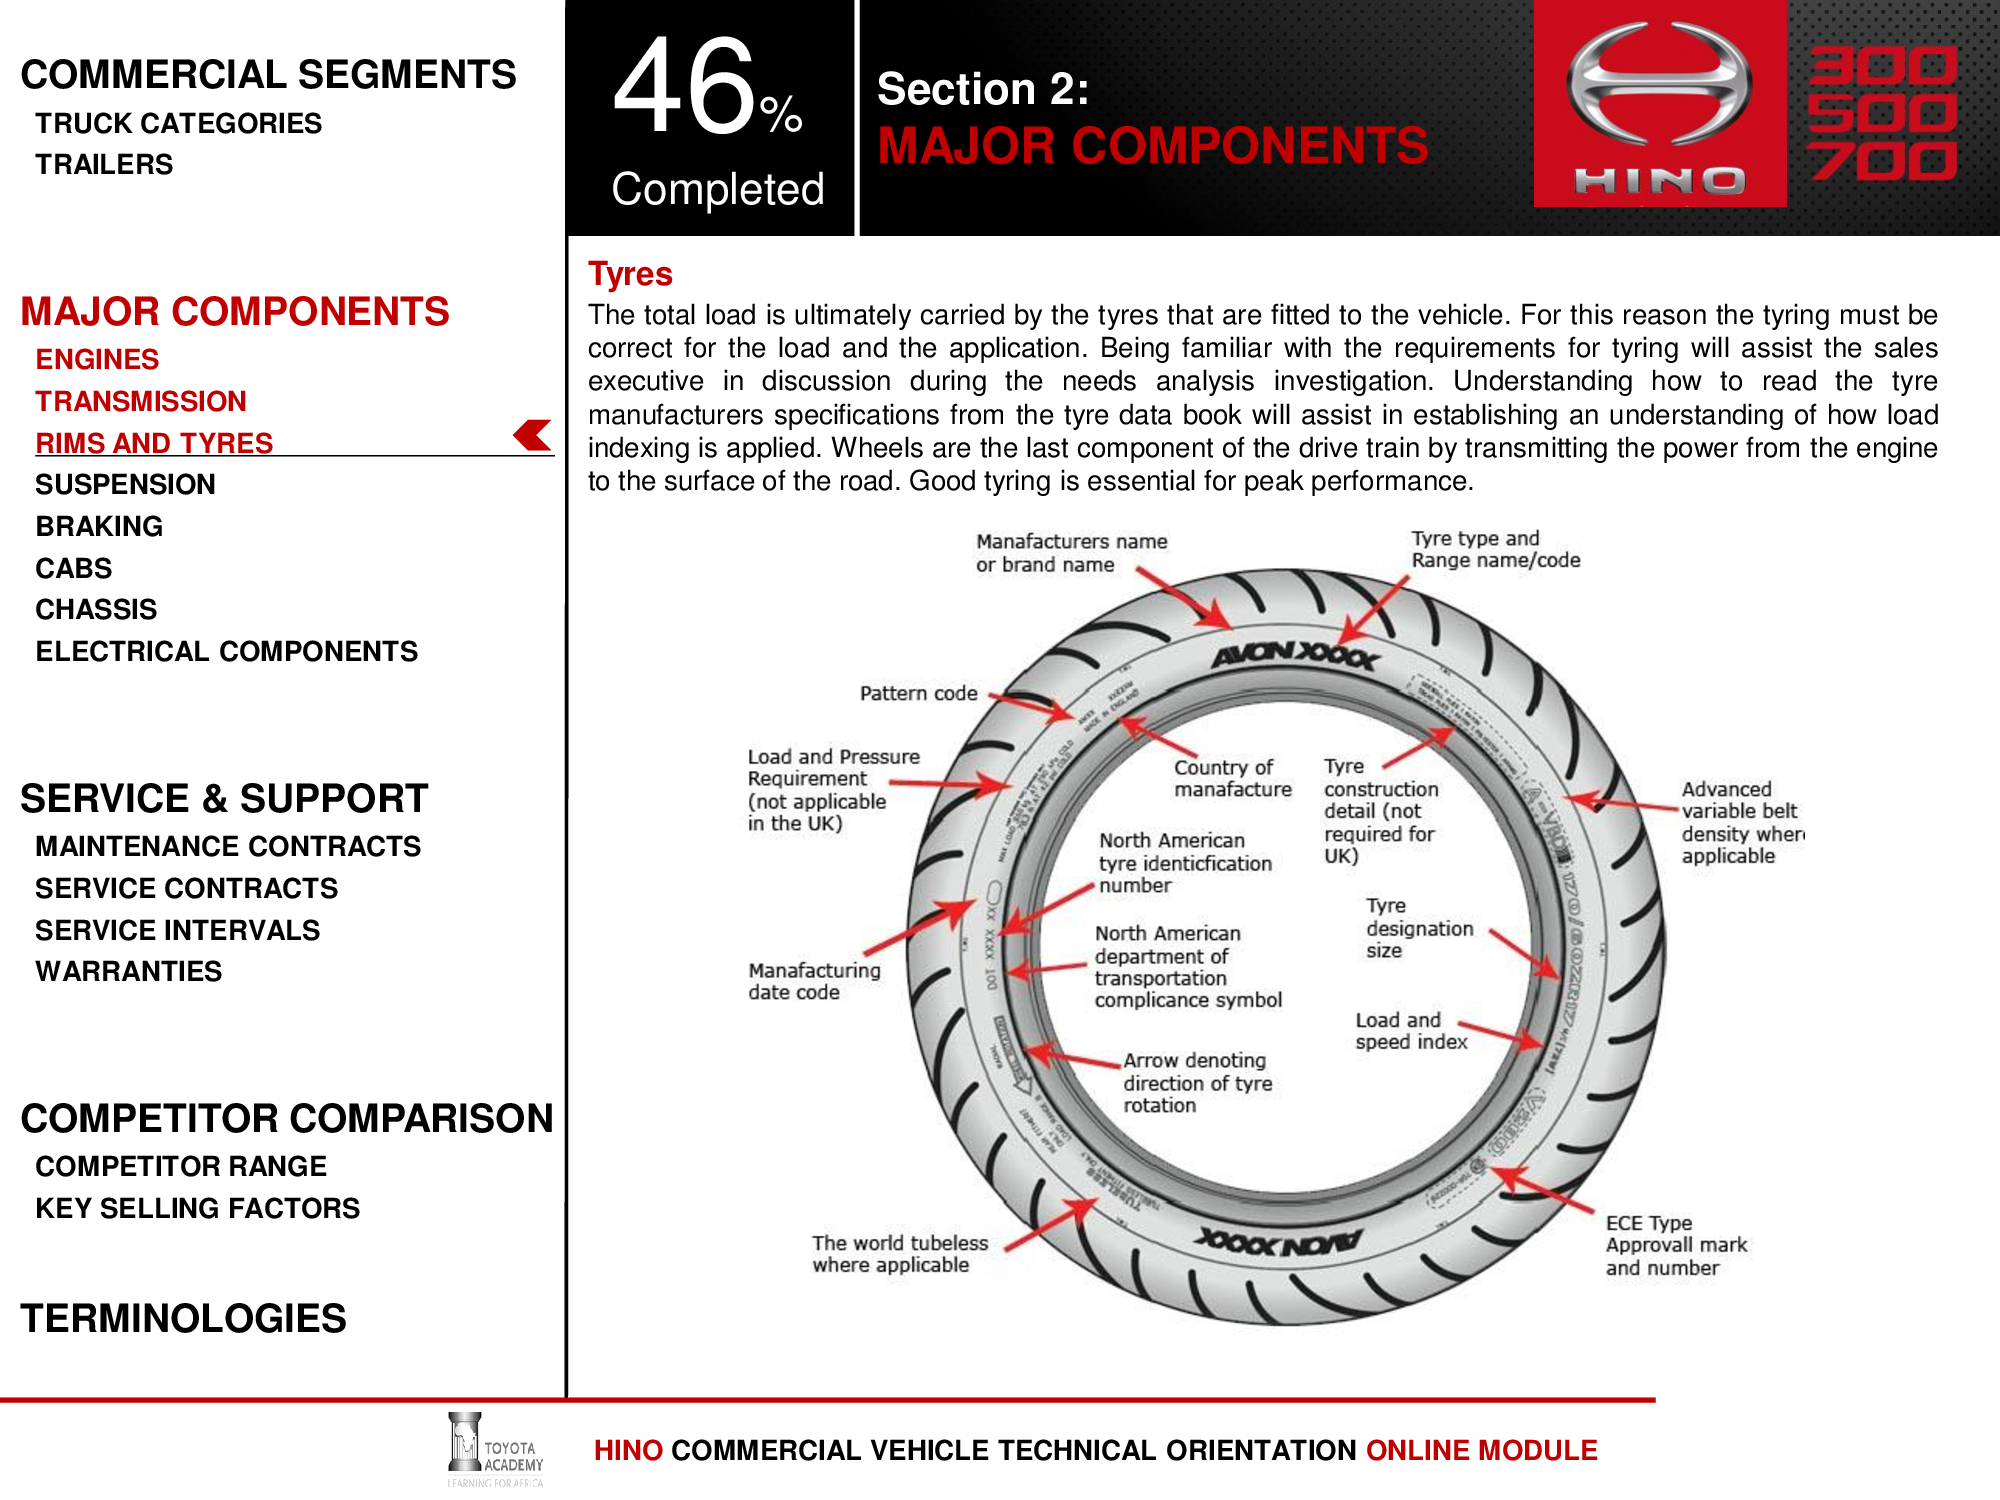 COMMERCIAL SEGMENTS
TRUCK CATEGORIES
TRAILERS
MAJOR COMPONENTS
ENGINES
TRANSMISSION
RIMS AND TYRES
SUSPENSION
BRAKING
CABS
CHASSIS
ELECTRICAL COMPONENTS
SERVICE & SUPPORT
MAINTENANCE CONTRACTS
SERVICE CONTRACTS
SERVICE INTERVALS
WARRANTIES
COMPETITOR COMPARISON
COMPETITOR RANGE
KEY SELLING FACTORS
TERMINOLOGIES
46%
Completed
Section 2:
MAJOR COMPONENTS
HINO
300
500
700
Tyres
The total load is ultimately carried by the tyres that are fitted to the vehicle. For this reason the tyring must be
correct for the load and the application. Being familiar with the requirements for tyring will assist the sales
executive in discussion during the needs analysis investigation. Understanding how to read the tyre
manufacturers specifications from the tyre data book will assist in establishing an understanding of how load
indexing is applied. Wheels are the last component of the drive train by transmitting the power from the engine
to the surface of the road. Good tyring is essential for peak performance.
Manafacturers name
or brand name
Tyre type and
Range name/code
AVON XXXX
Pattern code
MADE IN ENGLAND
Load and Pressure
Requirement
(not applicable
in the UK)
Country of
manafacture
Tyre
construction
detail (not
required for
UK)
Advanced
variable belt
density wher
applicable
North American
tyre identicfication
number
Tyre
designation
size
North American
department of
transportation
complicance symbol
Manafacturing
date code
Load and
speed index
Arrow denoting
direction of tyre
rotation
The world tubeless
where applicable
TUBELESS
AVON XXXX
ECE Type
Approvall mark
and number
TOYOTA
ACADEMY
LEARNING FOR AFRICA
HINO COMMERCIAL VEHICLE TECHNICAL ORIENTATION ONLINE MODULE